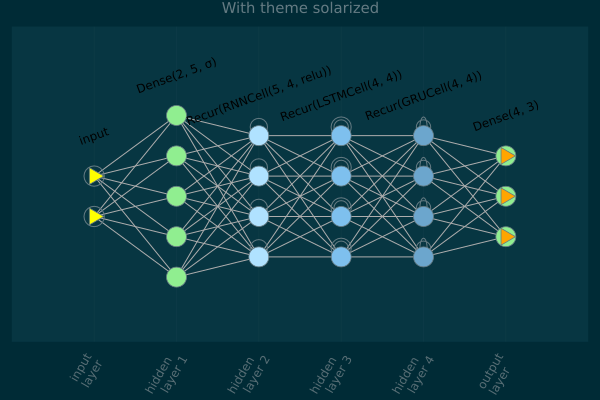 With theme solarized
input
Dense(2, 5, σ)
Recur(RNNCell(5, 4, relu))
Recur(LSTMCell(4, 4))
Recur(GRUCell(4, 4))
Dense(4, 3)
input
layer
hidden
layer 1
hidden
layer 2
hidden
layer 3
hidden
layer 4
output
layer